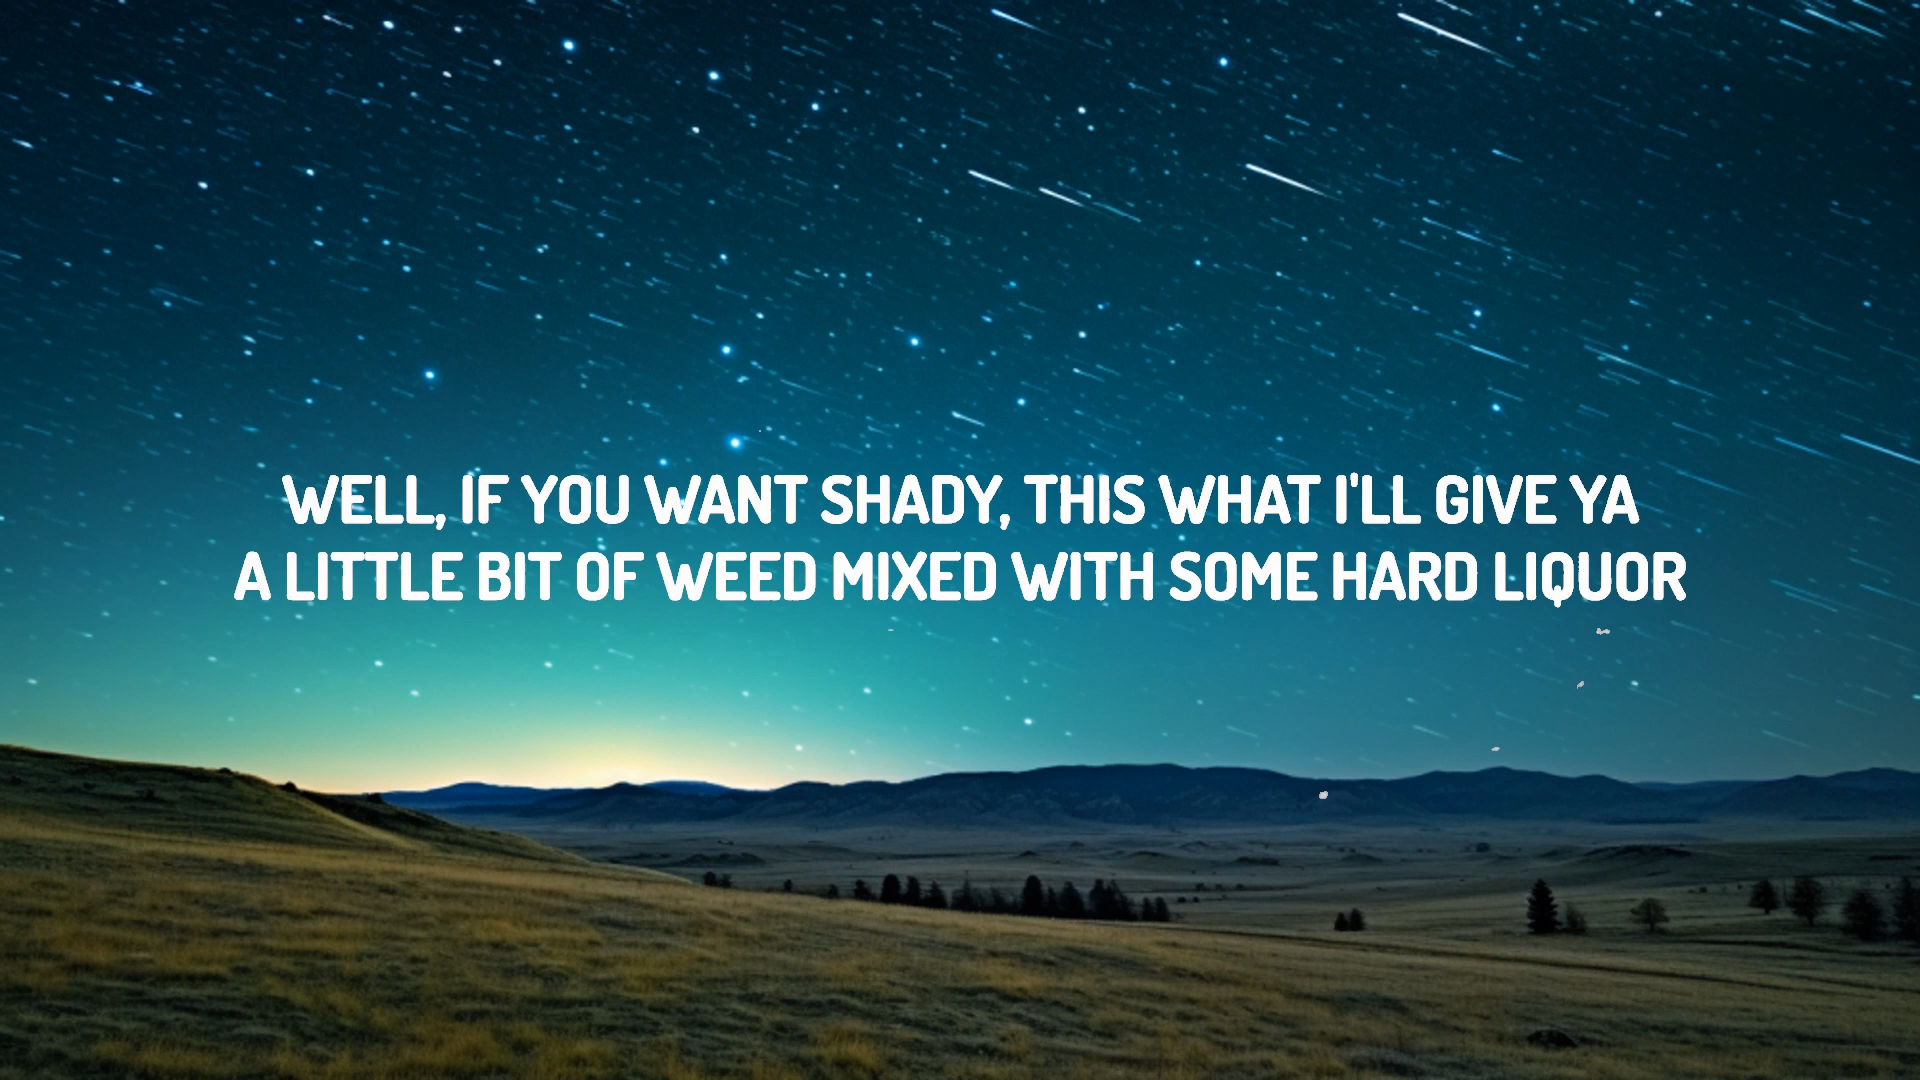 WELL, IF YOU WANT SHADY, THIS WHAT I'LL GIVE YA
A LITTLE BIT OF WEED MIXED WITH SOME HARD LIQUOR